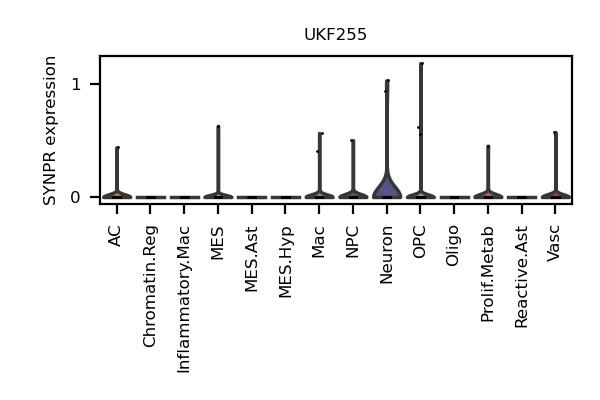 UKF255
SYNPR expression
1
0
AC
Chromatin.Reg
Inflammatory.Mac
MES
MES.Ast
MES.Hyp
Mac
NPC
Neuron
OPC
Oligo
Prolif.Metab
Reactive.Ast
Vasc